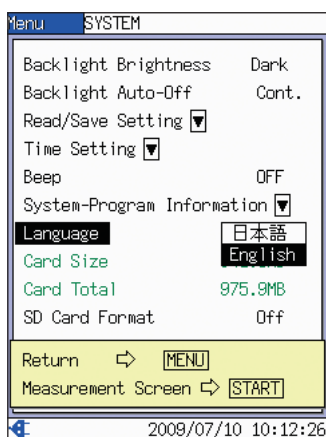 Menu SYSTEM
Backlight Brightness Dark
Backlight Auto-Off Cont.
Read/Save Setting ▼
Time Setting ▼
Beep OFF
System-Program Information ▼
Language 日本語
English
Card Size
Card Total 975.9MB
SD Card Format Off
Return ⇨ MENU
Measurement Screen ⇨ START
2009/07/10 10:12:26